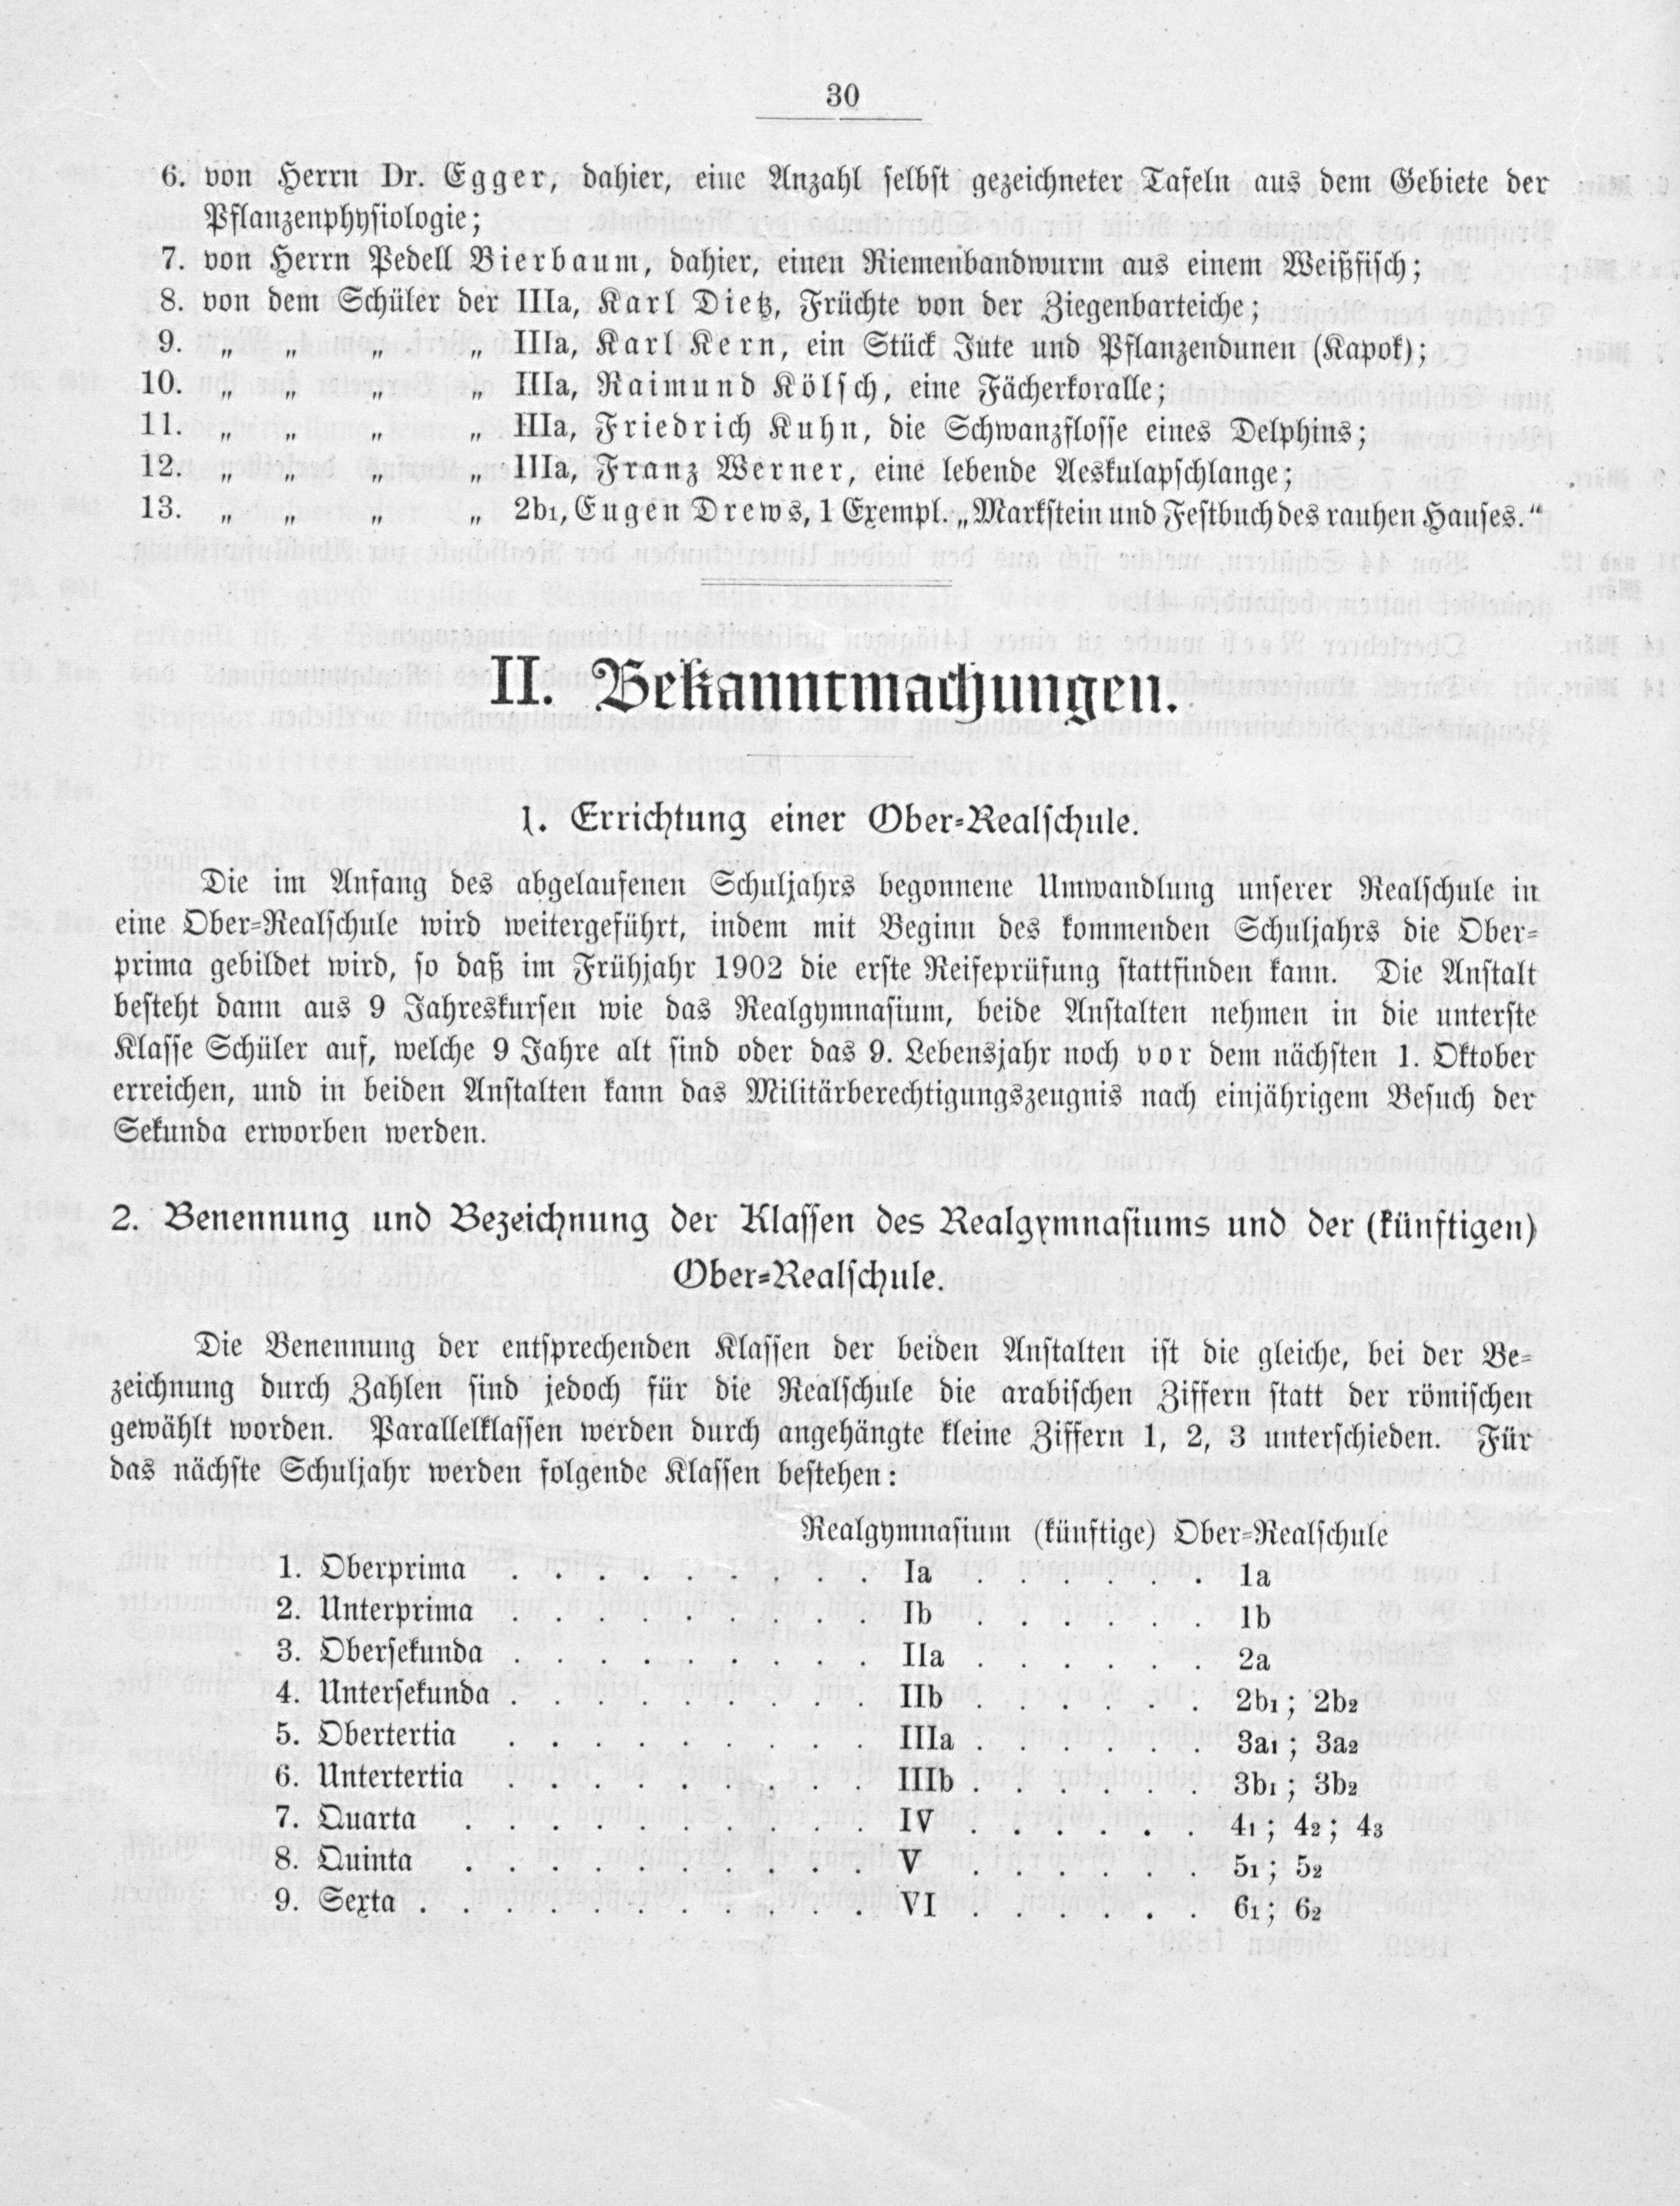 30
6. von Herrn Dr. Egger, dahier, eine Anzahl selbst gezeichneter Tafeln aus dem Gebiete der
Pflanzenphysiologie;
7. von Herrn Pedell Bierbaum, dahier, einen Riemenbandwurm aus einem Weißfisch;
8. von dem Schüler der IIIa, Karl Dietz, Früchte von der Ziegenbarteiche;
9. „ „ „ „ IIIa, Karl Kern, ein Stück Jute und Pflanzendunen (Kapok);
10. „ „ „ „ IIIa, Raimund Kölsch, eine Fächerkoralle;
11. „ „ „ „ IIIa, Friedrich Kuhn, die Schwanzflosse eines Delphins;
12. „ „ „ „ IIIa, Franz Werner, eine lebende Aeskulapschlange;
13. „ „ „ „ 2b1, Eugen Drews, 1 Exempl. „Markstein und Festbuch des rauhen Hauses.“
II. Bekanntmachungen.
1. Errichtung einer Ober-Realschule.
Die im Anfang des abgelaufenen Schuljahrs begonnene Umwandlung unserer Realschule in
eine Ober-Realschule wird weitergeführt, indem mit Beginn des kommenden Schuljahrs die Ober-
prima gebildet wird, so daß im Frühjahr 1902 die erste Reifeprüfung stattfinden kann. Die Anstalt
besteht dann aus 9 Jahreskursen wie das Realgymnasium, beide Anstalten nehmen in die unterste
Klasse Schüler auf, welche 9 Jahre alt sind oder das 9. Lebensjahr noch vor dem nächsten 1. Oktober
erreichen, und in beiden Anstalten kann das Militärberechtigungszeugnis nach einjährigem Besuch der
Sekunda erworben werden.
2. Benennung und Bezeichnung der Klassen des Realgymnasiums und der (künftigen)
Ober-Realschule.
Die Benennung der entsprechenden Klassen der beiden Anstalten ist die gleiche, bei der Be-
zeichnung durch Zahlen sind jedoch für die Realschule die arabischen Ziffern statt der römischen
gewählt worden. Parallelklassen werden durch angehängte kleine Ziffern 1, 2, 3 unterschieden. Für
das nächste Schuljahr werden folgende Klassen bestehen:
Realgymnasium (künftige) Ober-Realschule
1. Oberprima . . . . . . . . . Ia . . . . . . 1a
2. Unterprima . . . . . . . . . Ib . . . . . . 1b
3. Obersekunda . . . . . . . . . IIa . . . . . . 2a
4. Untersekunda . . . . . . . . . IIb . . . . . . 2b1; 2b2
5. Obertertia . . . . . . . . . IIIa . . . . . . 3a1; 3a2
6. Untertertia . . . . . . . . . IIIb . . . . . . 3b1; 3b2
7. Quarta . . . . . . . . . . IV . . . . . . 41; 42; 43
8. Quinta . . . . . . . . . . V . . . . . . 51; 52
9. Sexta . . . . . . . . . . . VI . . . . . . 61; 62